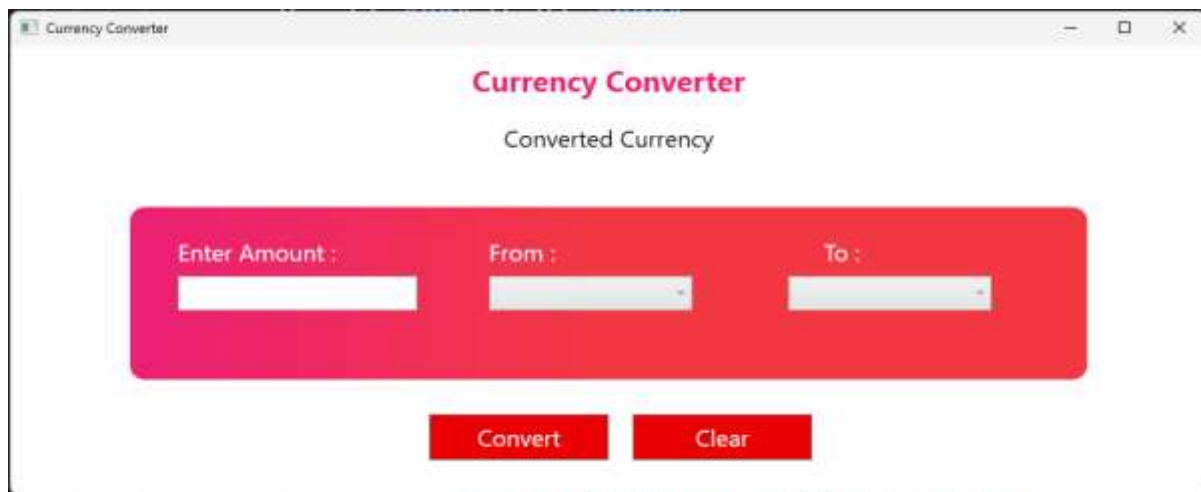 Currency Converter
Currency Converter
Converted Currency
Enter Amount : From : To :
Convert Clear